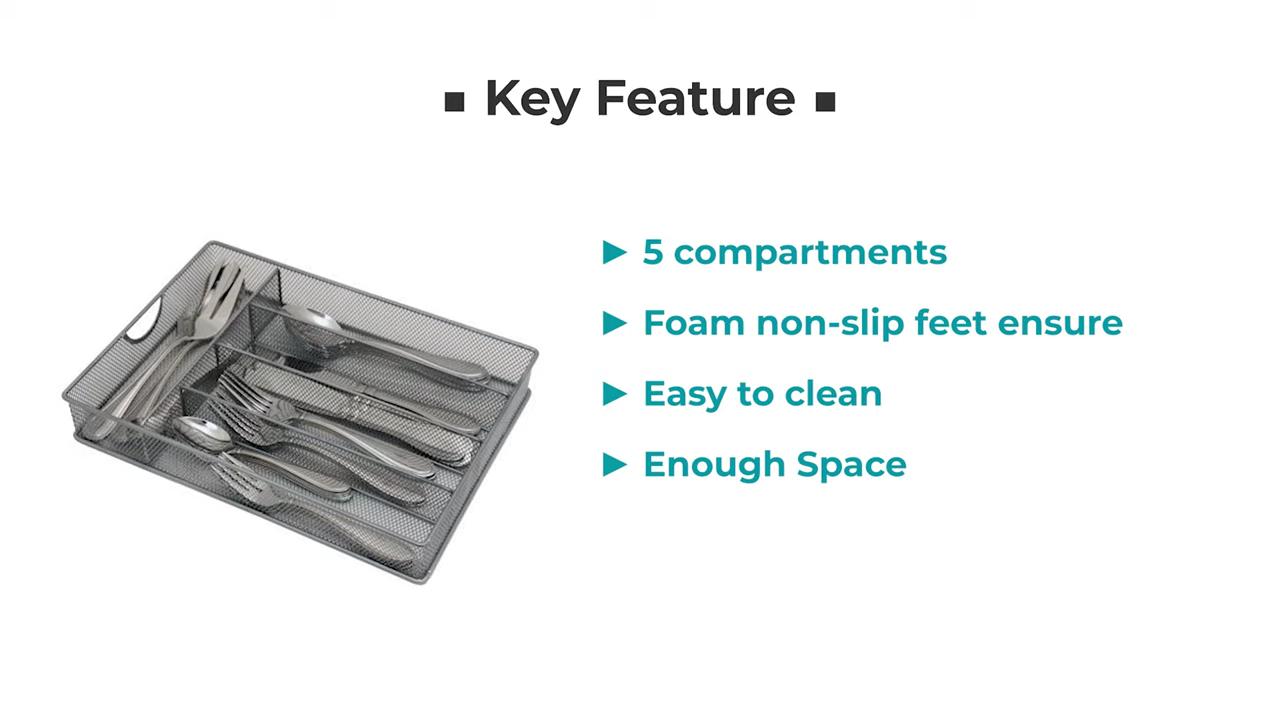 ▪ Key Feature ▪
► 5 compartments
► Foam non-slip feet ensure
► Easy to clean
► Enough Space